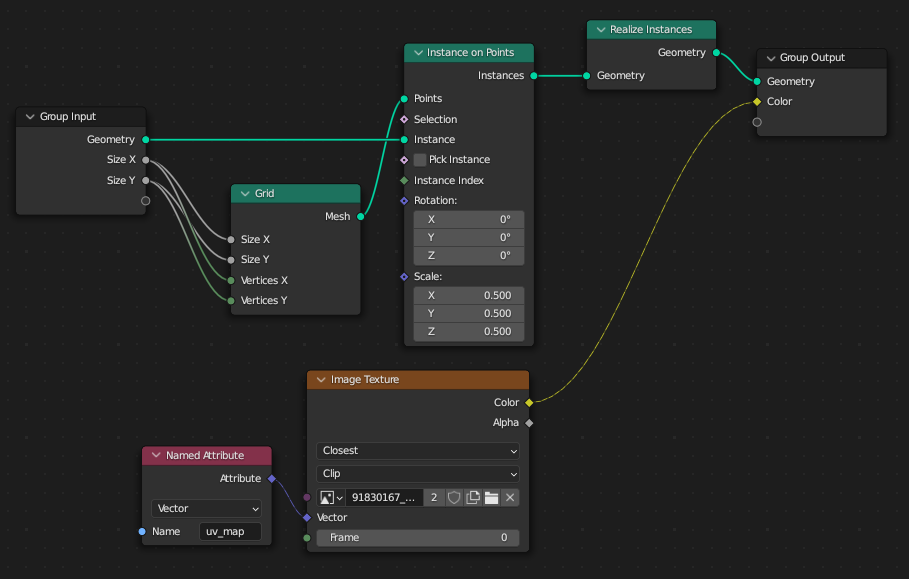 Group Input
Geometry
Size X
Size Y
Grid
Mesh
Size X
Size Y
Vertices X
Vertices Y
Instance on Points
Instances
Points
Selection
Instance
Pick Instance
Instance Index
Rotation:
X 0°
Y 0°
Z 0°
Scale:
X 0.500
Y 0.500
Z 0.500
Realize Instances
Geometry
Geometry
Group Output
Geometry
Color
Named Attribute
Attribute
Vector
Name uv_map
Image Texture
Color
Alpha
Closest
Clip
91830167_... 2
Vector
Frame 0